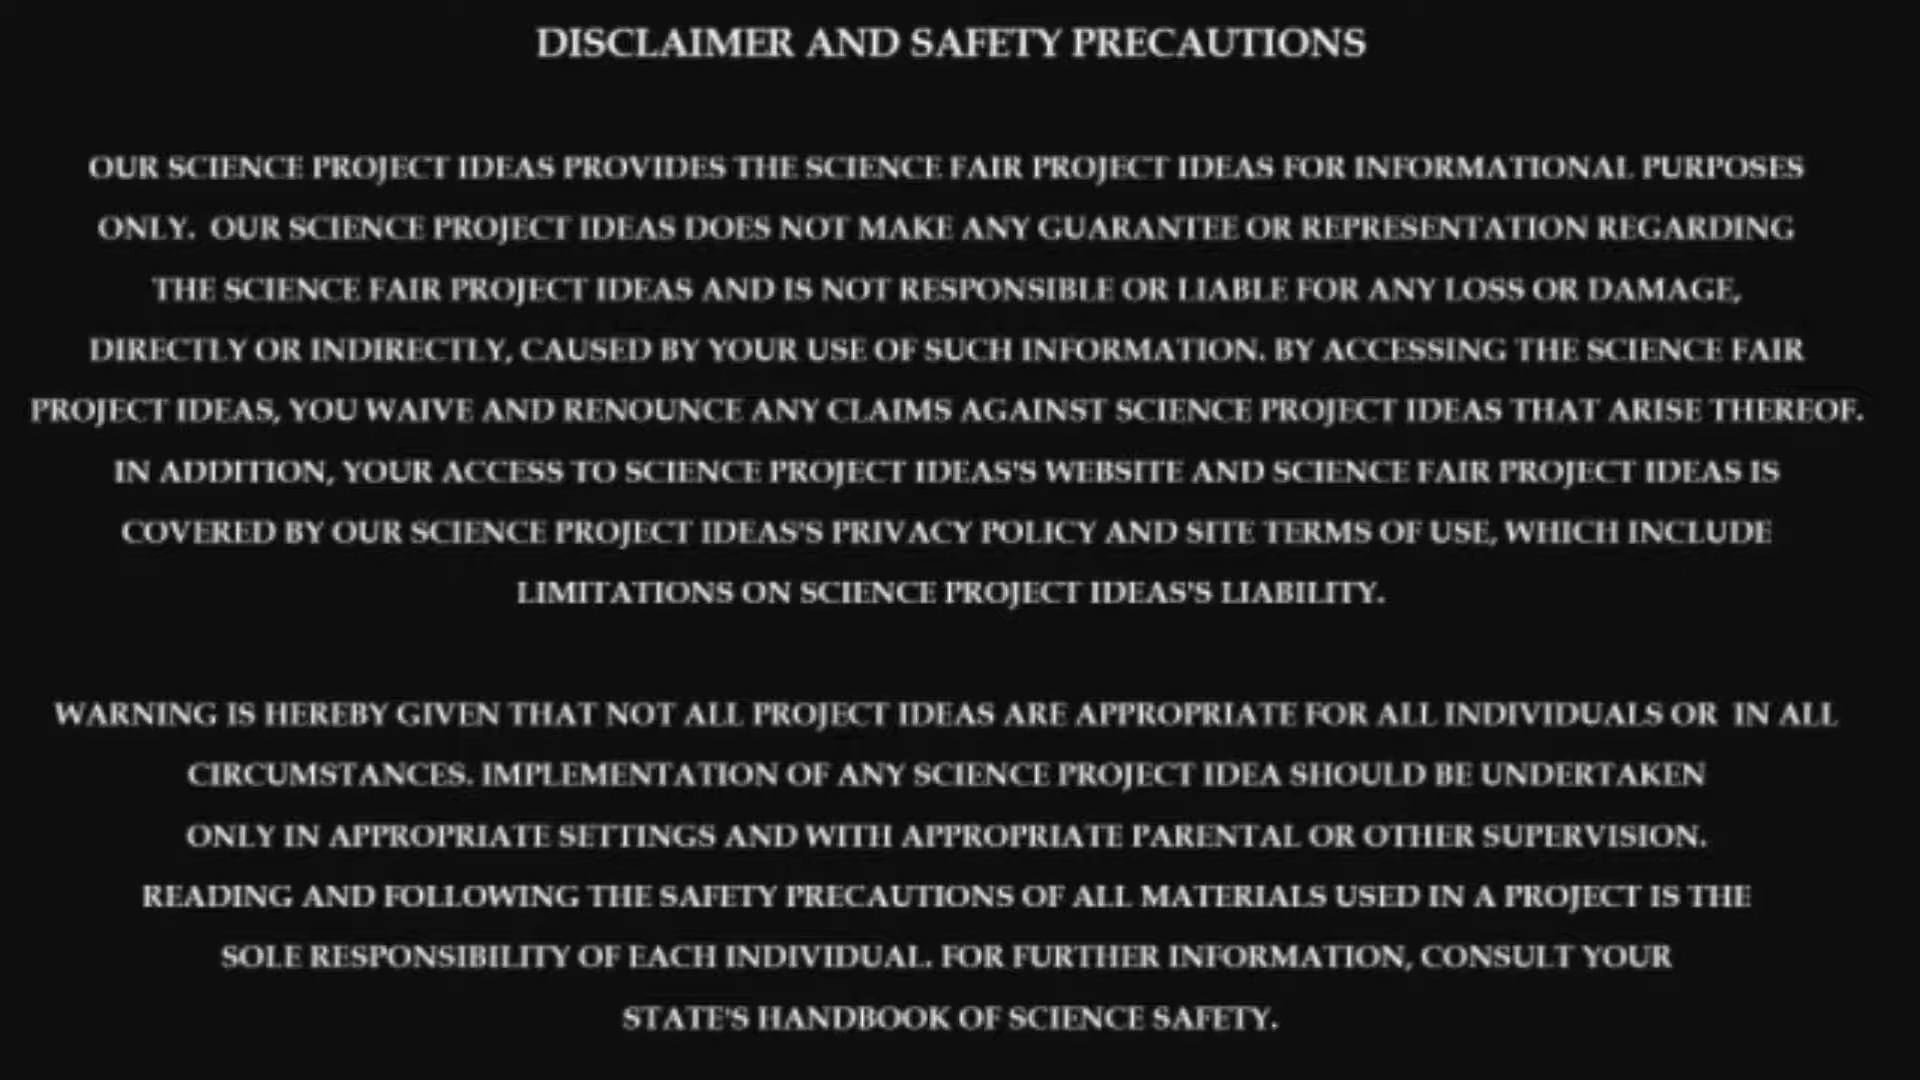 DISCLAIMER AND SAFETY PRECAUTIONS
OUR SCIENCE PROJECT IDEAS PROVIDES THE SCIENCE FAIR PROJECT IDEAS FOR INFORMATIONAL PURPOSES
ONLY. OUR SCIENCE PROJECT IDEAS DOES NOT MAKE ANY GUARANTEE OR REPRESENTATION REGARDING
THE SCIENCE FAIR PROJECT IDEAS AND IS NOT RESPONSIBLE OR LIABLE FOR ANY LOSS OR DAMAGE,
DIRECTLY OR INDIRECTLY, CAUSED BY YOUR USE OF SUCH INFORMATION. BY ACCESSING THE SCIENCE FAIR
PROJECT IDEAS, YOU WAIVE AND RENOUNCE ANY CLAIMS AGAINST SCIENCE PROJECT IDEAS THAT ARISE THEREOF.
IN ADDITION, YOUR ACCESS TO SCIENCE PROJECT IDEAS'S WEBSITE AND SCIENCE FAIR PROJECT IDEAS IS
COVERED BY OUR SCIENCE PROJECT IDEAS'S PRIVACY POLICY AND SITE TERMS OF USE, WHICH INCLUDE
LIMITATIONS ON SCIENCE PROJECT IDEAS'S LIABILITY.
WARNING IS HEREBY GIVEN THAT NOT ALL PROJECT IDEAS ARE APPROPRIATE FOR ALL INDIVIDUALS OR IN ALL
CIRCUMSTANCES. IMPLEMENTATION OF ANY SCIENCE PROJECT IDEA SHOULD BE UNDERTAKEN
ONLY IN APPROPRIATE SETTINGS AND WITH APPROPRIATE PARENTAL OR OTHER SUPERVISION.
READING AND FOLLOWING THE SAFETY PRECAUTIONS OF ALL MATERIALS USED IN A PROJECT IS THE
SOLE RESPONSIBILITY OF EACH INDIVIDUAL. FOR FURTHER INFORMATION, CONSULT YOUR
STATE'S HANDBOOK OF SCIENCE SAFETY.